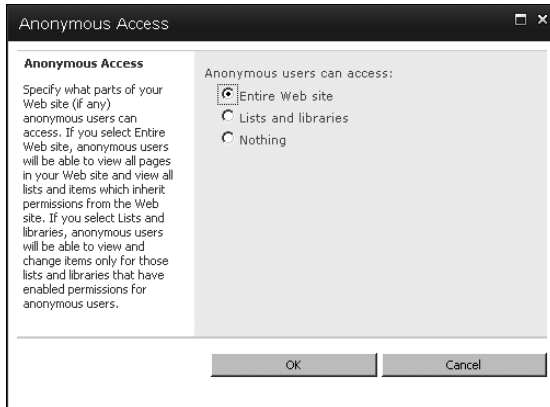 Anonymous Access
Anonymous Access
Specify what parts of your
Web site (if any)
anonymous users can
access. If you select Entire
Web site, anonymous users
will be able to view all pages
in your Web site and view all
lists and items which inherit
permissions from the Web
site. If you select Lists and
libraries, anonymous users
will be able to view and
change items only for those
lists and libraries that have
enabled permissions for
anonymous users.
Anonymous users can access:
Entire Web site
Lists and libraries
Nothing
OK
Cancel